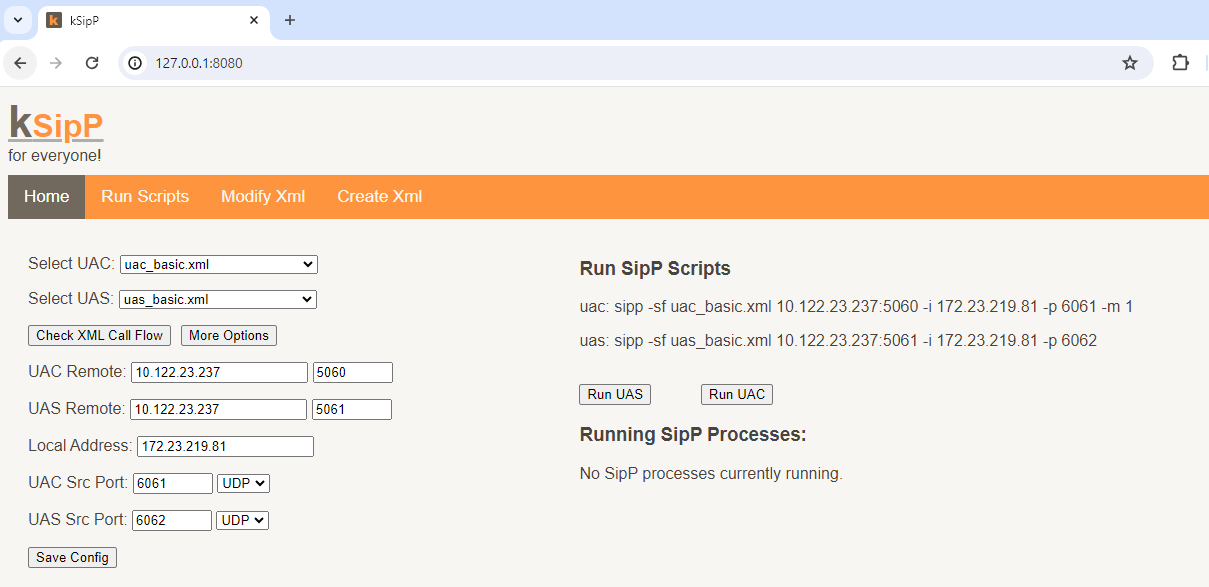 kSipP
127.0.0.1:8080
kSipP
for everyone!
Home Run Scripts Modify Xml Create Xml
Select UAC: uac_basic.xml
Select UAS: uas_basic.xml
Check XML Call Flow More Options
UAC Remote: 10.122.23.237 5060
UAS Remote: 10.122.23.237 5061
Local Address: 172.23.219.81
UAC Src Port: 6061 UDP
UAS Src Port: 6062 UDP
Save Config
Run SipP Scripts
uac: sipp -sf uac_basic.xml 10.122.23.237:5060 -i 172.23.219.81 -p 6061 -m 1
uas: sipp -sf uas_basic.xml 10.122.23.237:5061 -i 172.23.219.81 -p 6062
Run UAS Run UAC
Running SipP Processes:
No SipP processes currently running.